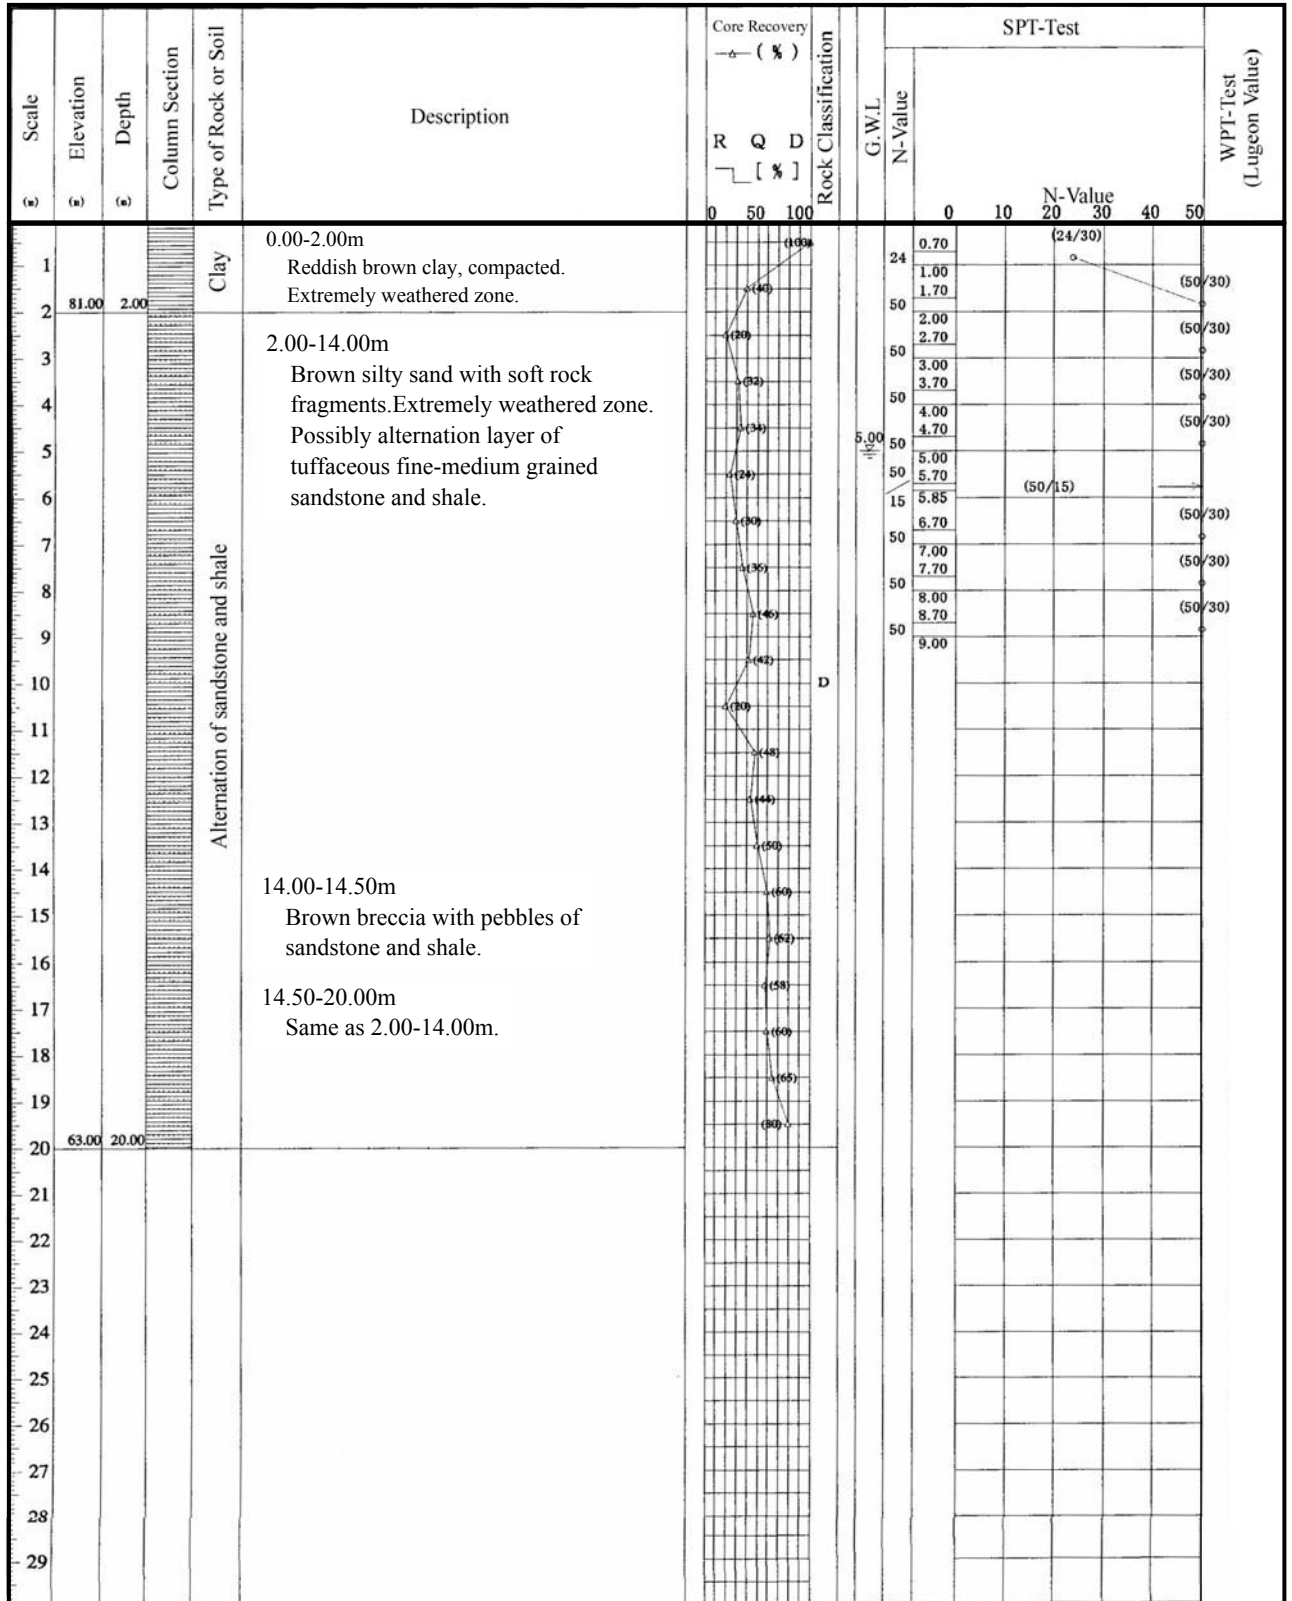 Scale
(m)
Elevation
(m)
Depth
(m)
Column Section
Type of Rock or Soil
Description
Core Recovery
( % )
R Q D
[ % ]
0 50 100
Rock Classification
G.W.L
SPT-Test
N-Value
N-Value
0 10 20 30 40 50
WPT-Test
(Lugeon Value)
0.00-2.00m
Reddish brown clay, compacted.
Extremely weathered zone.
2.00-14.00m
Brown silty sand with soft rock
fragments.Extremely weathered zone.
Possibly alternation layer of
tuffaceous fine-medium grained
sandstone and shale.
14.00-14.50m
Brown breccia with pebbles of
sandstone and shale.
14.50-20.00m
Same as 2.00-14.00m.
Clay
Alternation of sandstone and shale
81.00 2.00
63.00 20.00
1
2
3
4
5
6
7
8
9
10
11
12
13
14
15
16
17
18
19
20
21
22
23
24
25
26
27
28
29
(100)
(40)
(20)
(32)
(34)
(24)
(30)
(36)
(46)
(42)
(20)
(48)
(44)
(50)
(60)
(62)
(58)
(60)
(65)
D
5.00
24
50
50
50
50
50
15
50
50
50
0.70
1.00
1.70
2.00
2.70
3.00
3.70
4.00
4.70
5.00
5.70
5.85
6.70
7.00
7.70
8.00
8.70
9.00
(24/30)
(50/30)
(50/30)
(50/30)
(50/30)
(50/15)
(50/30)
(50/30)
(50/30)